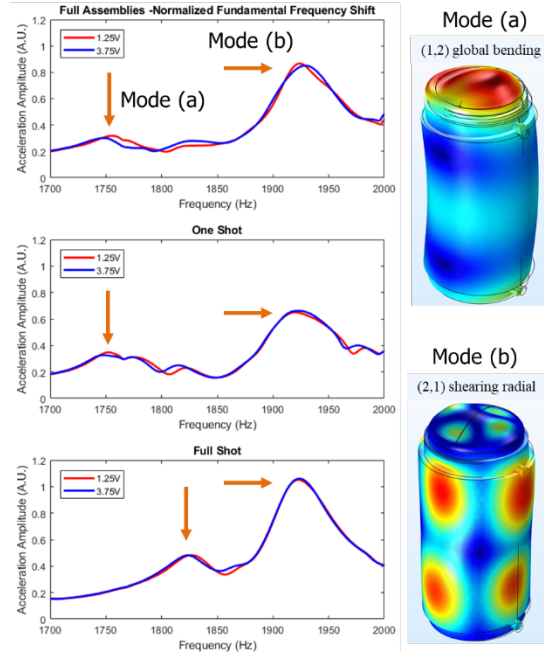 Full Assemblies -Normalized Fundamental Frequency Shift
1.2
1
0.8
0.6
0.4
0.2
0
1.25V
3.75V
Mode (b)
Mode (a)
Acceleration Amplitude (A.U.)
1700 1750 1800 1850 1900 1950 2000
Frequency (Hz)
One Shot
1.2
1
0.8
0.6
0.4
0.2
0
1.25V
3.75V
Acceleration Amplitude (A.U.)
1700 1750 1800 1850 1900 1950 2000
Frequency (Hz)
Full Shot
1.2
1
0.8
0.6
0.4
0.2
0
1.25V
3.75V
Acceleration Amplitude (A.U.)
1700 1750 1800 1850 1900 1950 2000
Frequency (Hz)
Mode (a)
(1,2) global bending
Mode (b)
(2,1) shearing radial